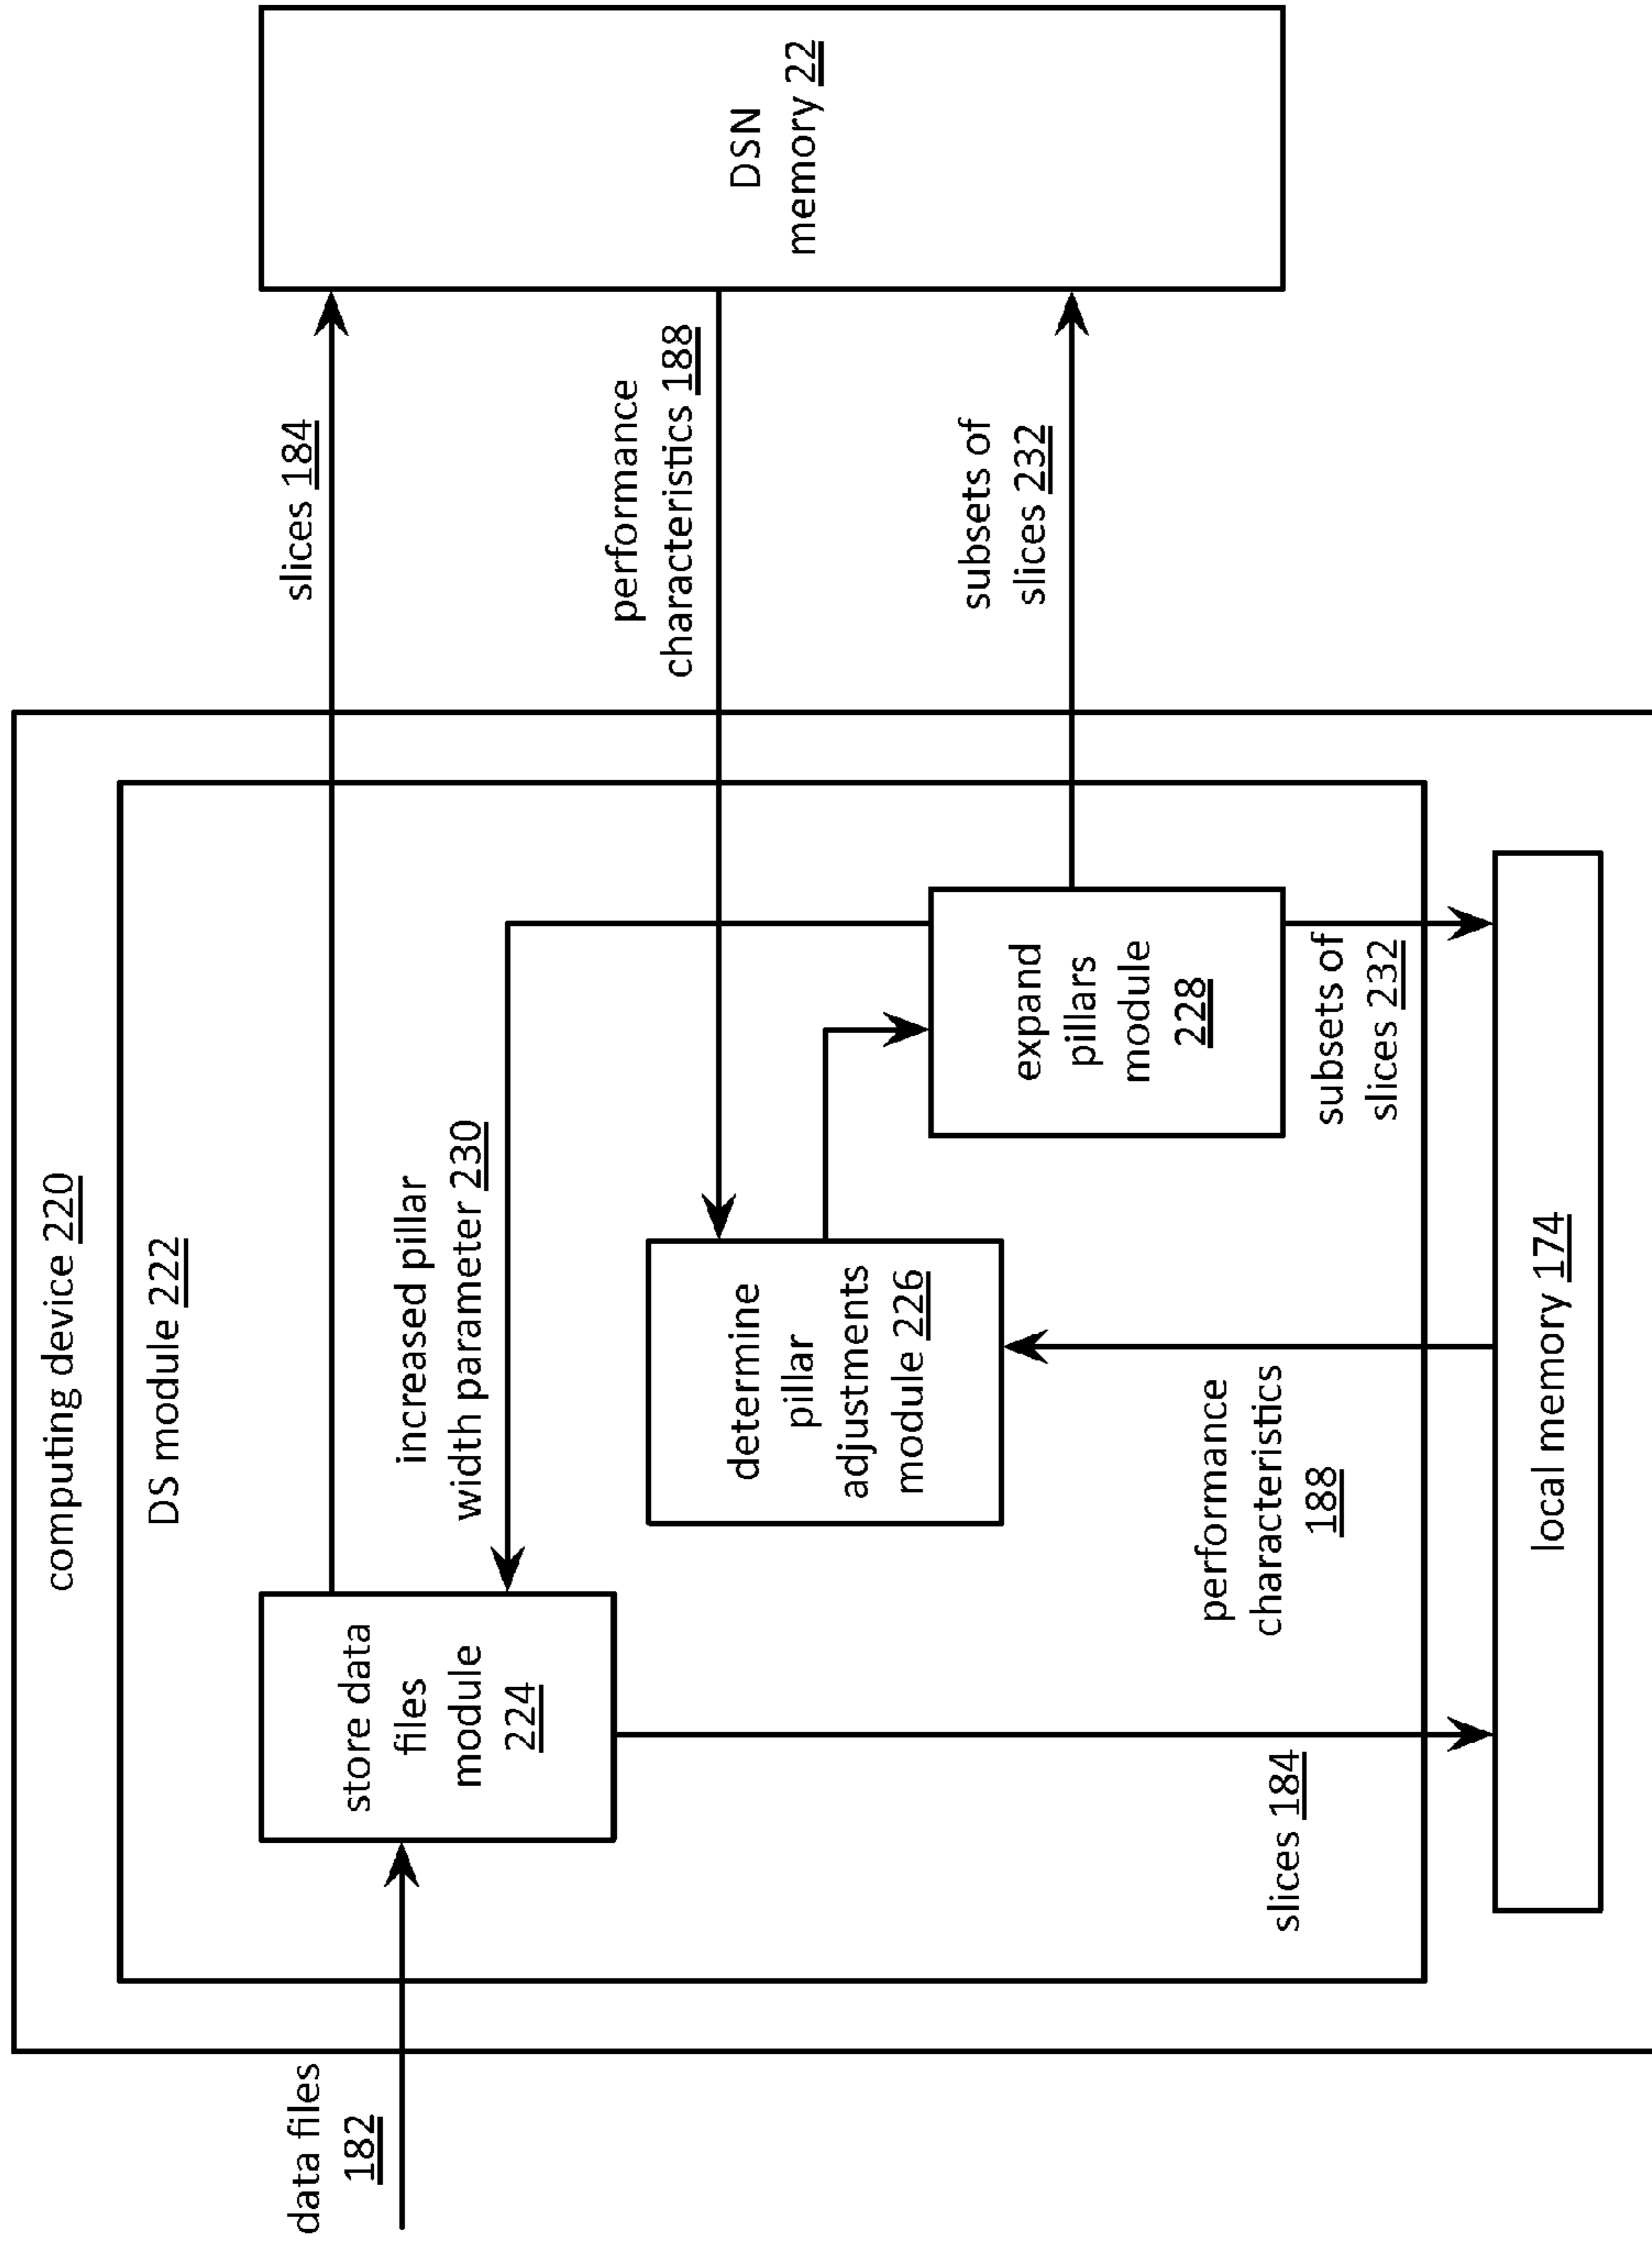 computing device 220
DS module 222
data files
182
store data
files
module
224
slices 184
increased pillar
width parameter 230
performance
characteristics 188
DSN
memory 22
determine
pillar
adjustments
module 226
expand
pillars
module
228
subsets of
slices 232
slices 184
performance
characteristics
188
subsets of
slices 232
local memory 174